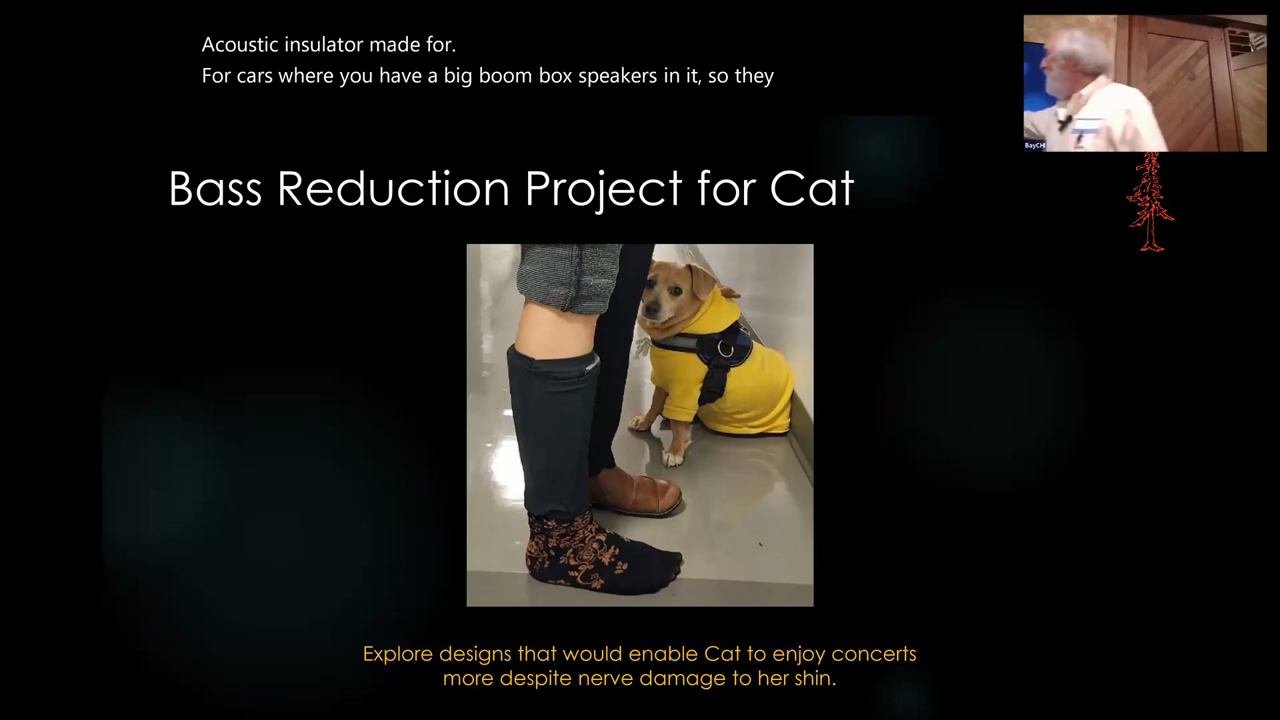 Acoustic insulator made for.
For cars where you have a big boom box speakers in it, so they
BayCHI
Bass Reduction Project for Cat
Explore designs that would enable Cat to enjoy concerts
more despite nerve damage to her shin.